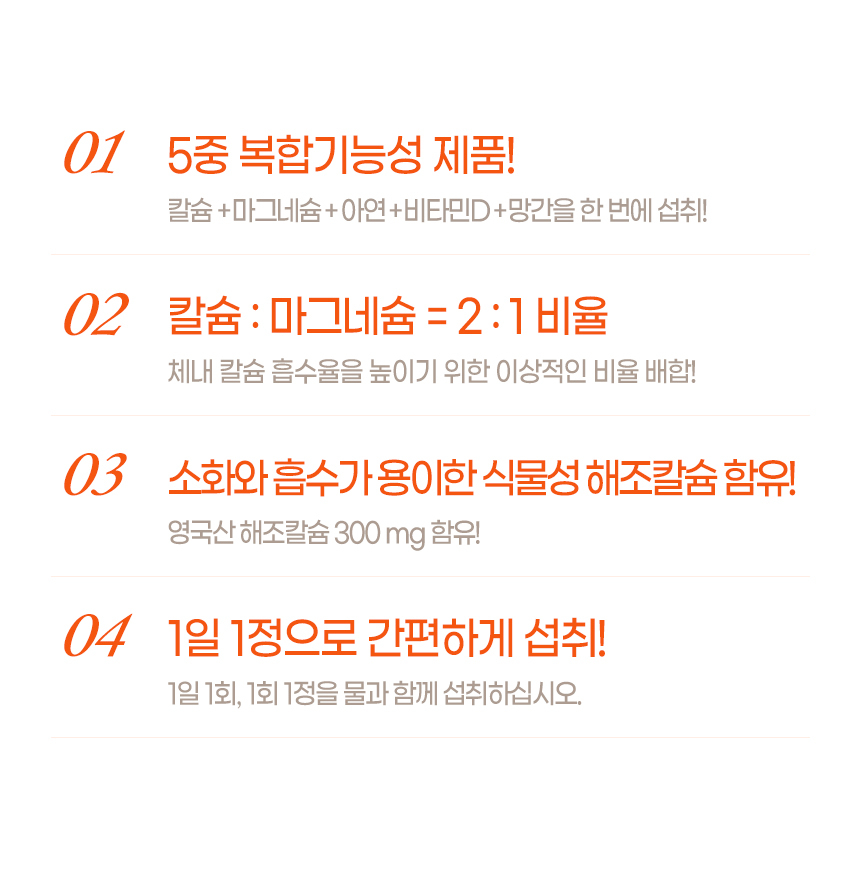 01
5중 복합기능성 제품!
칼슘+마그네슘+아연+비타민D+망간을 한 번에 섭취!
02
칼슘 : 마그네슘 = 2 : 1 비율
체내 칼슘 흡수율을 높이기 위한 이상적인 비율 배합!
03
소화와 흡수가 용이한 식물성 해조칼슘 함유!
영국산 해조칼슘 300 mg 함유!
04
1일 1정으로 간편하게 섭취!
1일 1회, 1회 1정을 물과 함께 섭취하십시오.